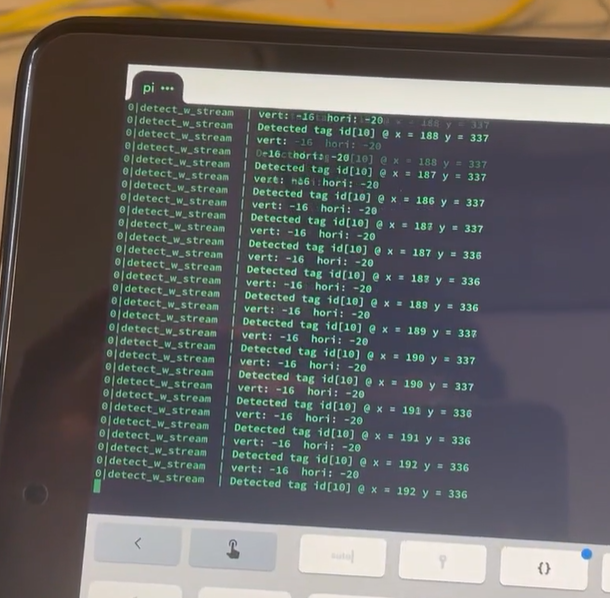 pi •••
0|detect_w_stream | vert: -16 hori: -20
0|detect_w_stream | Detected tag id[10] @ x = 188 y = 337
0|detect_w_stream | vert: -16 hori: -20
0|detect_w_stream | [10] @ x = 188 y = 337
0|detect_w_stream | Detected tag id[10] @ x = 187 y = 337
0|detect_w_stream | vert: hori: -20
0|detect_w_stream | Detected tag id[10] @ x = 186 y = 337
0|detect_w_stream | vert: -16 hori: -20
0|detect_w_stream | Detected tag id[10] @ x = y = 337
0|detect_w_stream | vert: -16 hori: -20
0|detect_w_stream | Detected tag id[10] @ x = 187 y = 336
0|detect_w_stream | vert: -16 hori: -20
0|detect_w_stream | Detected tag id[10] @ x = y = 336
0|detect_w_stream | vert: -16 hori: -20
0|detect_w_stream | Detected tag id[10] @ x = 188 y = 336
0|detect_w_stream | vert: -16 hori: -20
0|detect_w_stream | Detected tag id[10] @ x = 189 y = 337
0|detect_w_stream | vert: -16 hori: -20
0|detect_w_stream | Detected tag id[10] @ x = 190 y = 337
0|detect_w_stream | vert: -16 hori: -20
0|detect_w_stream | Detected tag id[10] @ x = 190 y = 337
0|detect_w_stream | vert: -16 hori: -20
0|detect_w_stream | Detected tag id[10] @ x = 191 y = 336
0|detect_w_stream | vert: -16 hori: -20
0|detect_w_stream | Detected tag id[10] @ x = 191 y = 336
0|detect_w_stream | vert: -16 hori: -20
0|detect_w_stream | Detected tag id[10] @ x = 192 y = 336
0|detect_w_stream | vert: -16 hori: -20
0|detect_w_stream | Detected tag id[10] @ x = 192 y = 336
auto
{}